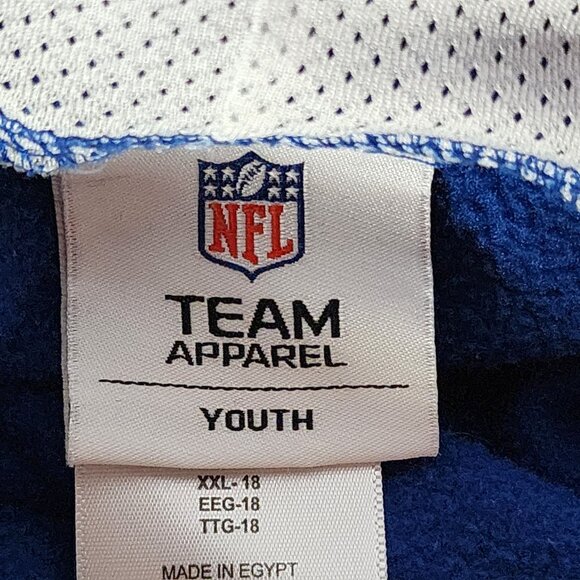 NFL
TEAM
APPAREL
YOUTH
XXL- 18
EEG-18
TTG-18
MADE IN EGYPT